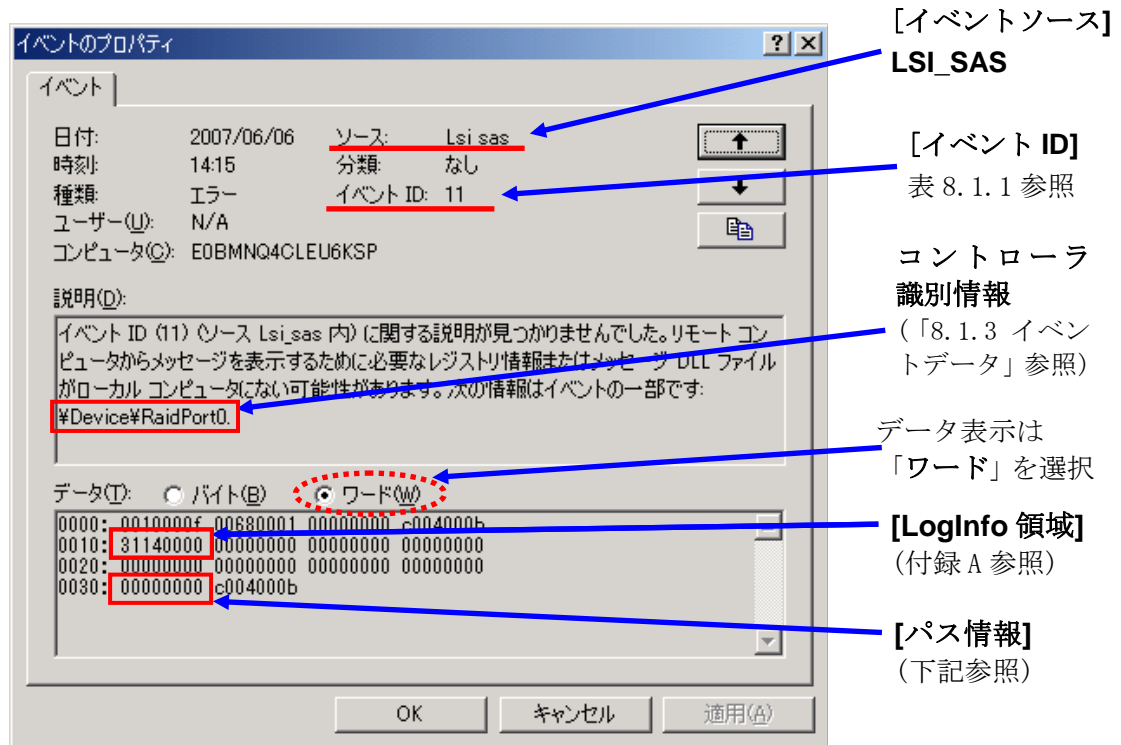 イベントのプロパティ
イベント
日付: 2007/06/06 ソース: Lsi sas
時刻: 14:15 分類: なし
種類: エラー イベント ID: 11
ユーザー(U): N/A
コンピュータ(C): E0BMNQ4CLEU6KSP
説明(D):
イベント ID (11) (ソース Lsi_sas 内) に関する説明が見つかりませんでした。リモート コン
ピュータからメッセージを表示するために必要なレジストリ情報またはメッセージ DLL ファイル
がローカル コンピュータにない可能性があります。次の情報はイベントの一部です:
¥Device¥RaidPort0.
データ(T): バイト(B) ワード(W)
0000: 0010000f 00680001 00000000 c004000b
0010: 31140000 00000000 00000000 00000000
0020: 00000000 00000000 00000000 00000000
0030: 00000000 c004000b
OK キャンセル 適用(A)
[イベントソース]
LSI_SAS
[イベント ID]
表 8.1.1 参照
コントローラ
識別情報
(「8.1.3 イベン
トデータ」参照)
データ表示は
「ワード」を選択
[LogInfo 領域]
(付録 A 参照)
[パス情報]
(下記参照)